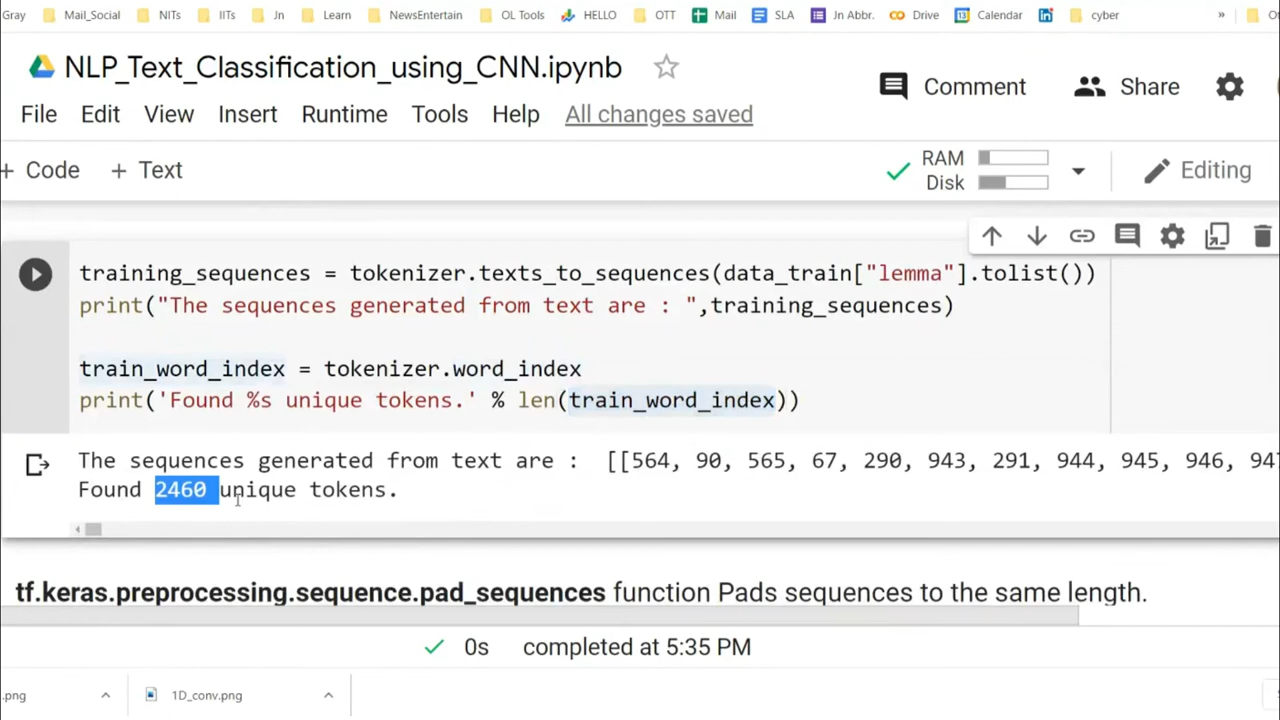 Gray Mail_Social NITs IITs Jn Learn NewsEntertain OL Tools HELLO OTT Mail SLA Jn Abbr. Drive Calendar cyber »
NLP_Text_Classification_using_CNN.ipynb
Comment Share
File Edit View Insert Runtime Tools Help All changes saved
+ Code + Text RAM Disk Editing
training_sequences = tokenizer.texts_to_sequences(data_train["lemma"].tolist())
print("The sequences generated from text are : ",training_sequences)
train_word_index = tokenizer.word_index
print('Found %s unique tokens.' % len(train_word_index))
The sequences generated from text are :  [[564, 90, 565, 67, 290, 943, 291, 944, 945, 946, 947
Found 2460 unique tokens.
tf.keras.preprocessing.sequence.pad_sequences function Pads sequences to the same length.
0s completed at 5:35 PM
.png 1D_conv.png